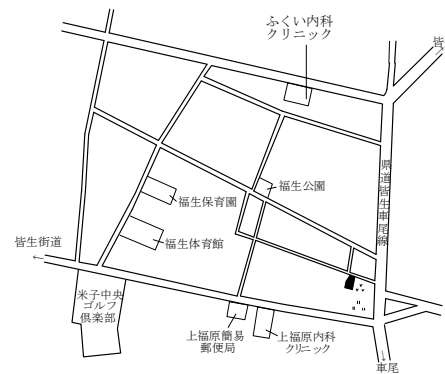 ふくい内科
クリニック
皆
県道皆生車尾線
福生公園
福生保育園
福生体育館
皆生街道
←
米子中央
ゴルフ
倶楽部
上福原簡易
郵便局
上福原内科
クリニック
↓
車尾